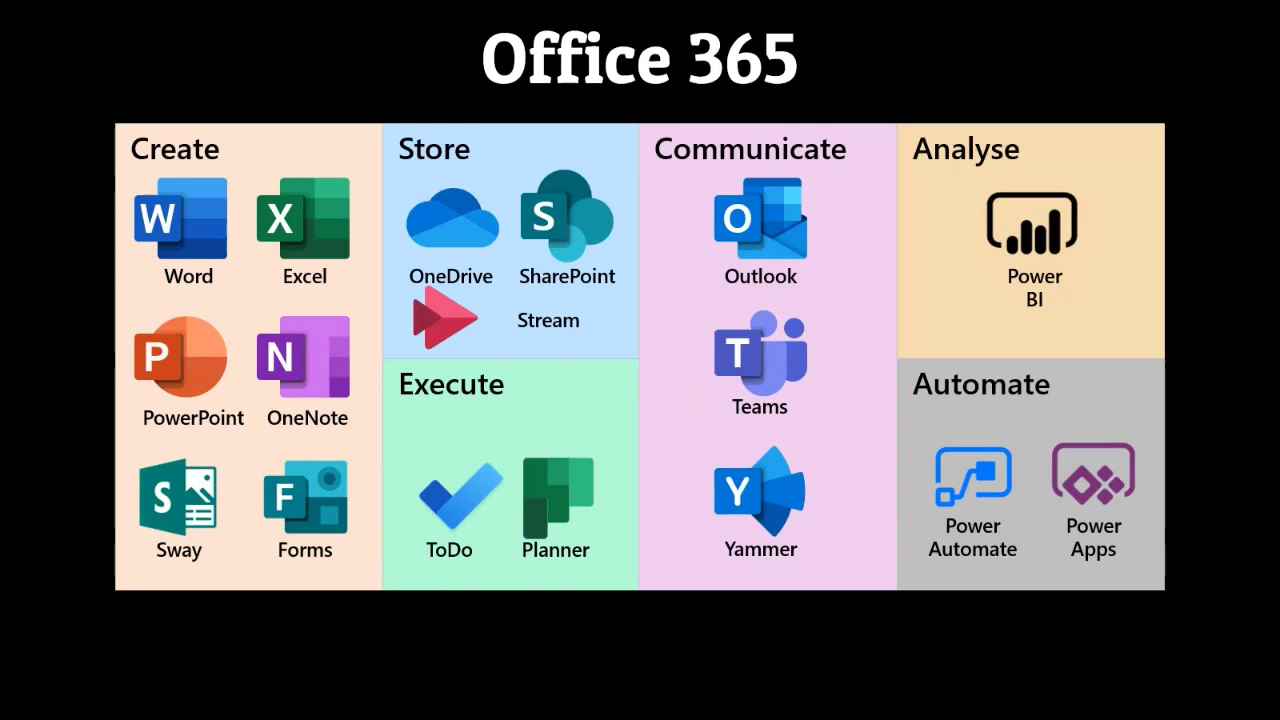 Office 365
Create
W
Word
X
Excel
P
PowerPoint
N
OneNote
S
Sway
F
Forms
Store
OneDrive
S
SharePoint
Stream
Execute
ToDo
Planner
Communicate
O
Outlook
T
Teams
Y
Yammer
Analyse
Power
BI
Automate
Power
Automate
Power
Apps